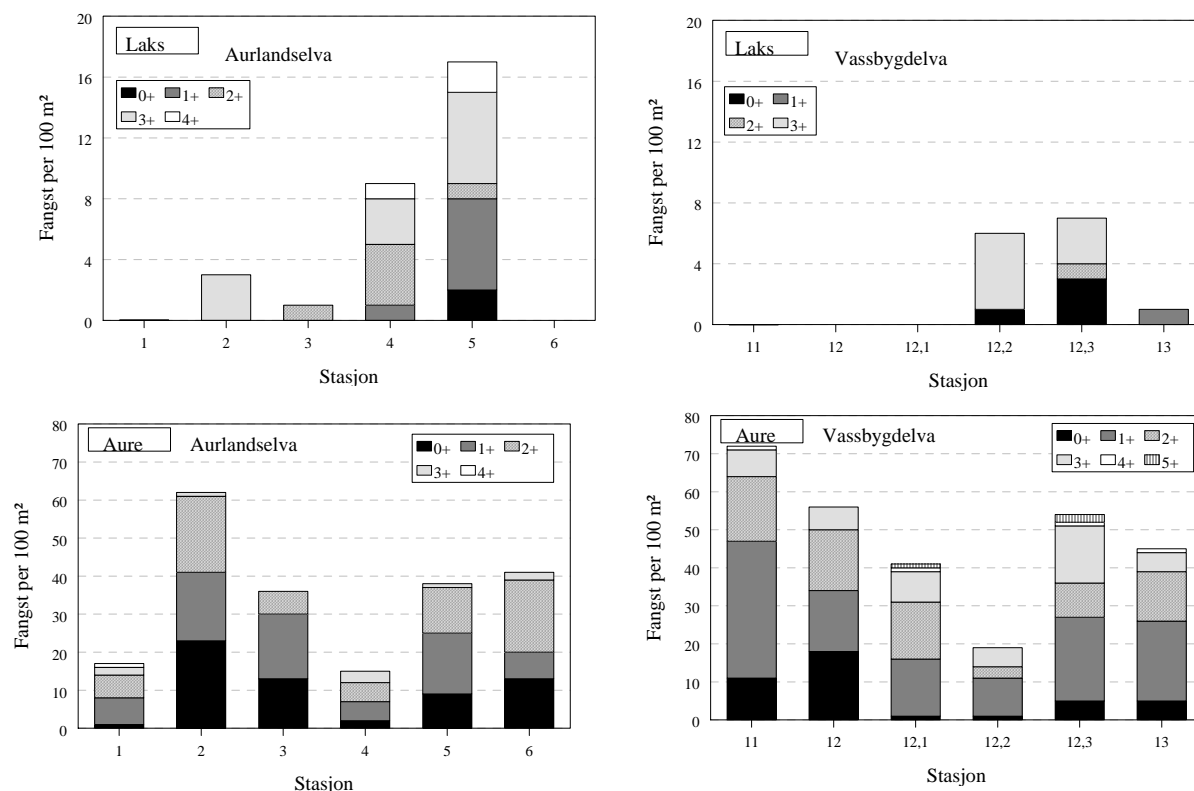 Laks
Aurlandselva
0+ 1+ 2+
3+ 4+
Fangst per 100 m²
20
16
12
8
4
0
1 2 3 4 5 6
Stasjon
Laks
Vassbygdelva
0+ 1+
2+ 3+
Fangst per 100 m²
20
16
12
8
4
0
11 12 12,1 12,2 12,3 13
Stasjon
Aure Aurlandselva
0+ 1+ 2+
3+ 4+
Fangst per 100 m²
80
70
60
50
40
30
20
10
0
1 2 3 4 5 6
Stasjon
Aure Vassbygdelva
0+ 1+ 2+
3+ 4+ 5+
Fangst per 100 m²
80
70
60
50
40
30
20
10
0
11 12 12,1 12,2 12,3 13
Stasjon